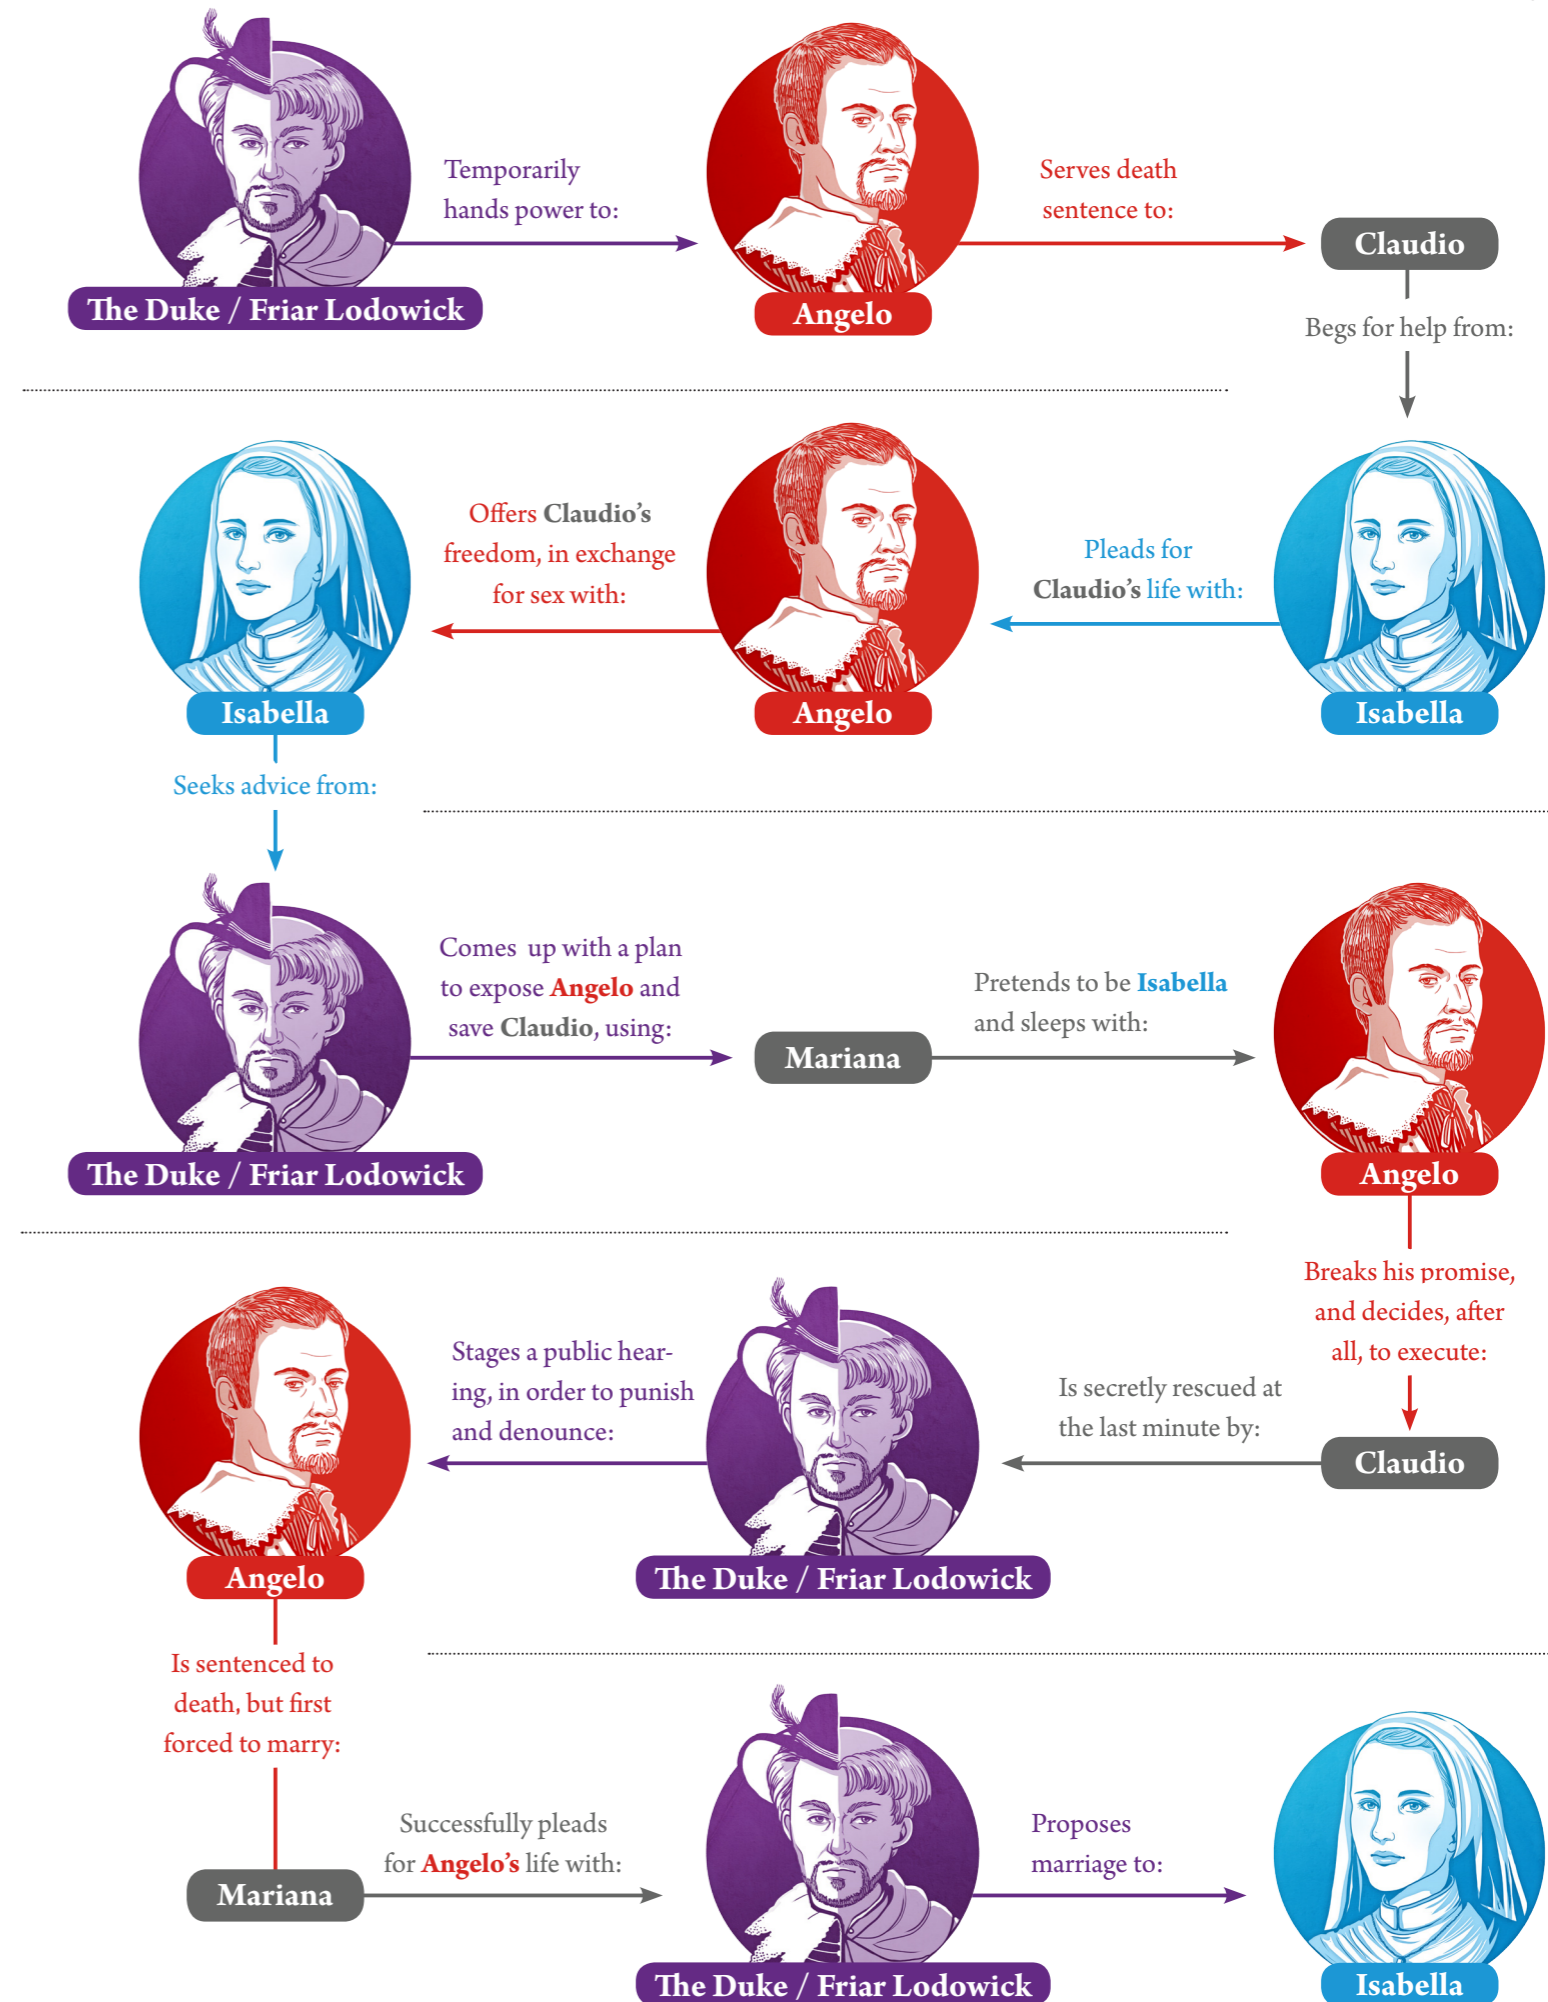 Temporarily
hands power to:
Serves death
sentence to:
The Duke / Friar Lodowick
Angelo
Claudio
Begs for help from:
Pleads for
Claudio’s life with:
Offers Claudio’s
freedom, in exchange
for sex with:
Isabella
Angelo
Isabella
Seeks advice from:
Comes up with a plan
to expose Angelo and
save Claudio, using:
Mariana
Pretends to be Isabella
and sleeps with:
The Duke / Friar Lodowick
Angelo
Breaks his promise,
and decides, after
all, to execute:
Claudio
Is secretly rescued at
the last minute by:
Stages a public hear-
ing, in order to punish
and denounce:
The Duke / Friar Lodowick
Angelo
Is sentenced to
death, but first
forced to marry:
Mariana
Successfully pleads
for Angelo’s life with:
Proposes
marriage to:
The Duke / Friar Lodowick
Isabella